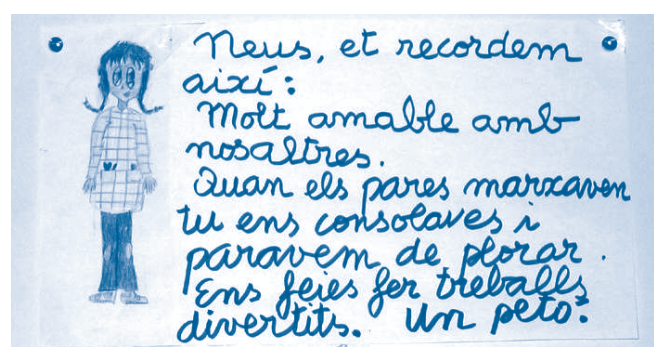 Neus, et recordem
així:
Molt amable amb
nosaltres.
Quan els pares marxaven
tu ens consolaves i
paravem de plorar.
Ens feies fer treballs
divertits. Un petó.